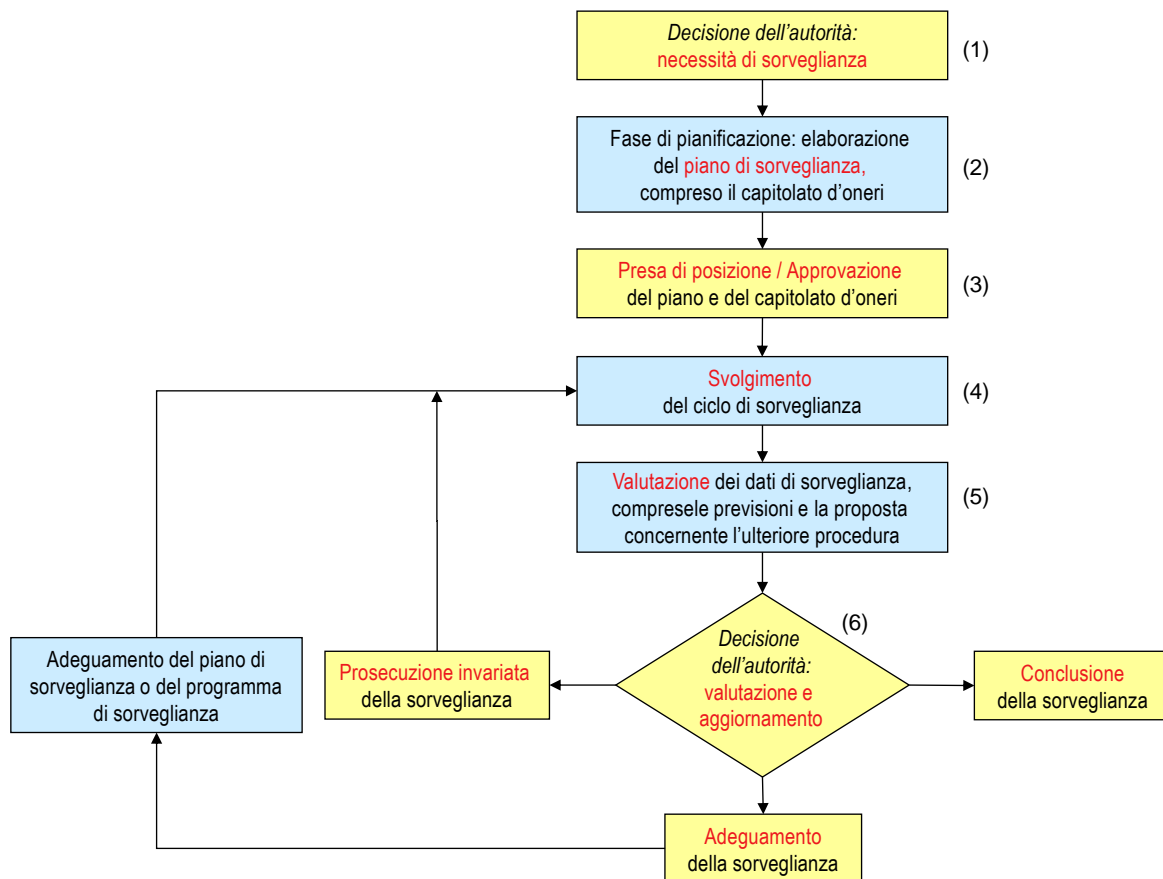 Decisione dell’autorità:
necessità di sorveglianza
(1)
Fase di pianificazione: elaborazione
del piano di sorveglianza,
compreso il capitolato d’oneri
(2)
Presa di posizione / Approvazione
del piano e del capitolato d’oneri
(3)
Svolgimento
del ciclo di sorveglianza
(4)
Valutazione dei dati di sorveglianza,
compresele previsioni e la proposta
concernente l’ulteriore procedura
(5)
(6)
Decisione
dell’autorità:
valutazione e
aggiornamento
Adeguamento del piano di
sorveglianza o del programma
di sorveglianza
Prosecuzione invariata
della sorveglianza
Conclusione
della sorveglianza
Adeguamento
della sorveglianza